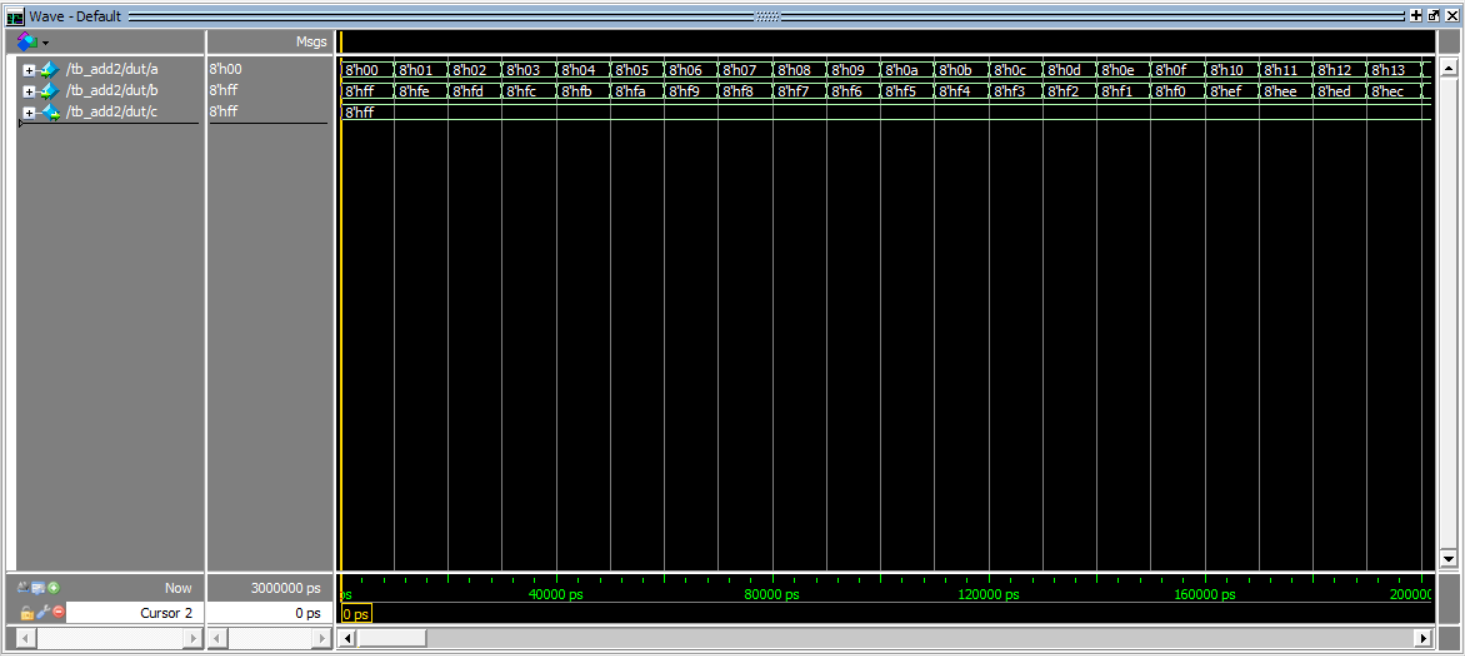 Wave - Default
Msgs
/tb_add2/dut/a 8'h00 8'h00 8'h01 8'h02 8'h03 8'h04 8'h05 8'h06 8'h07 8'h08 8'h09 8'h0a 8'h0b 8'h0c 8'h0d 8'h0e 8'h0f 8'h10 8'h11 8'h12 8'h13
/tb_add2/dut/b 8'hff 8'hff 8'hfe 8'hfd 8'hfc 8'hfb 8'hfa 8'hf9 8'hf8 8'hf7 8'hf6 8'hf5 8'hf4 8'hf3 8'hf2 8'hf1 8'hf0 8'hef 8'hee 8'hed 8'hec
/tb_add2/dut/c 8'hff 8'hff
Now 3000000 ps ps 40000 ps 80000 ps 120000 ps 160000 ps 20000
Cursor 2 0 ps 0 ps